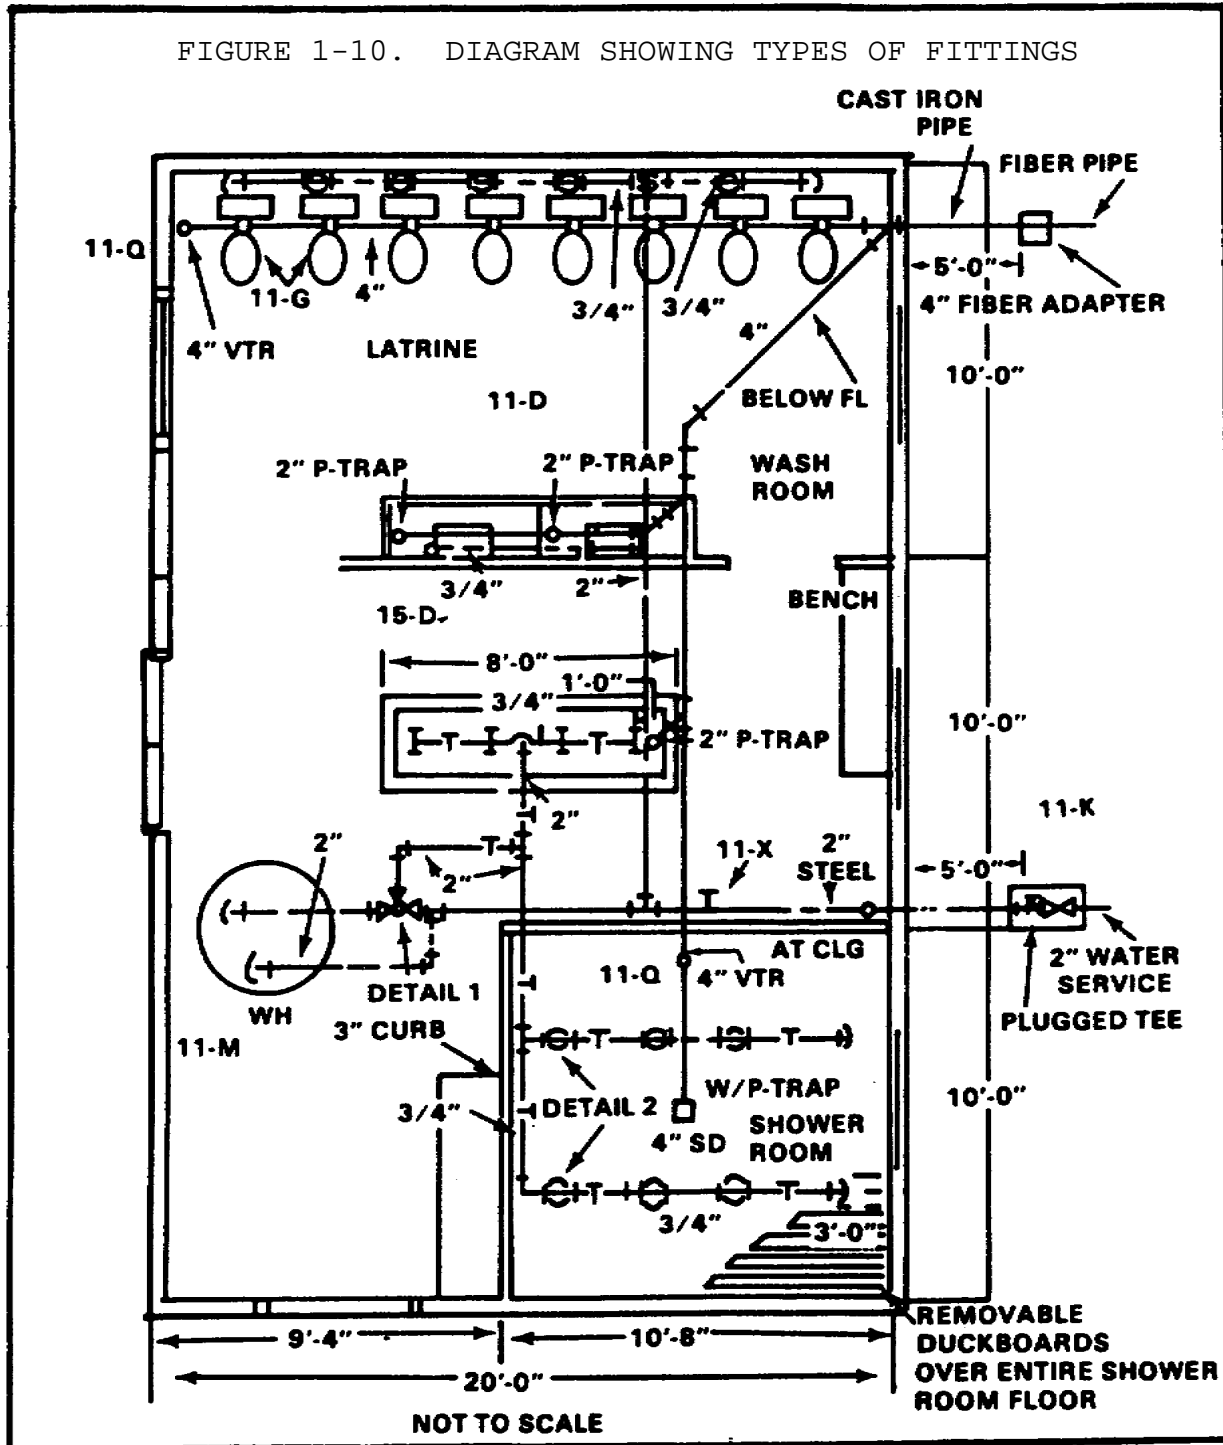 FIGURE 1-10. DIAGRAM SHOWING TYPES OF FITTINGS
CAST IRON
PIPE
FIBER PIPE
11-Q
11-G
4"
3/4"
3/4"
5'-0"
4" FIBER ADAPTER
4" VTR
LATRINE
4"
10'-0"
11-D
BELOW FL
2" P-TRAP
2" P-TRAP
WASH
ROOM
3/4"
2"
BENCH
15-D
8'-0"
1'-0"
3/4"
2" P-TRAP
10'-0"
2"
11-K
2"
11-X
2"
STEEL
5'-0"
2"
AT CLG
11-Q
4" VTR
2" WATER
SERVICE
DETAIL 1
WH
3" CURB
PLUGGED TEE
11-M
W/P-TRAP
10'-0"
3/4"
DETAIL 2
4" SD
SHOWER
ROOM
3/4"
3'-0"
REMOVABLE
DUCKBOARDS
OVER ENTIRE SHOWER
ROOM FLOOR
9'-4"
10'-8"
20'-0"
NOT TO SCALE